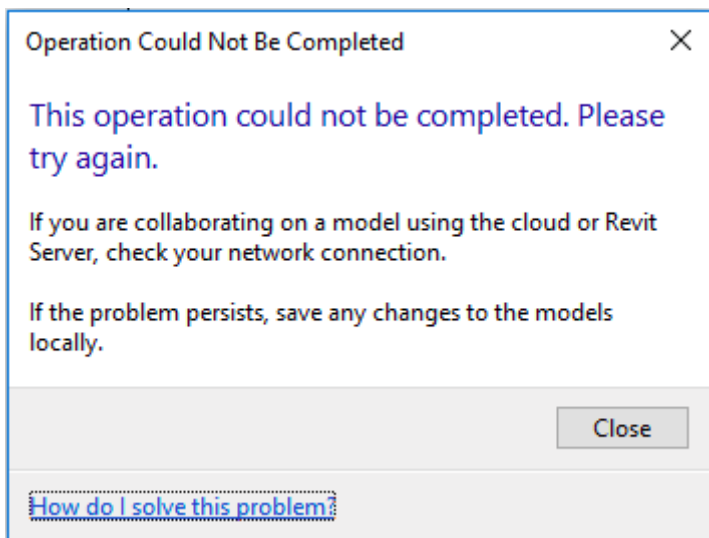 Operation Could Not Be Completed
This operation could not be completed. Please
try again.
If you are collaborating on a model using the cloud or Revit
Server, check your network connection.
If the problem persists, save any changes to the models
locally.
Close
How do I solve this problem?